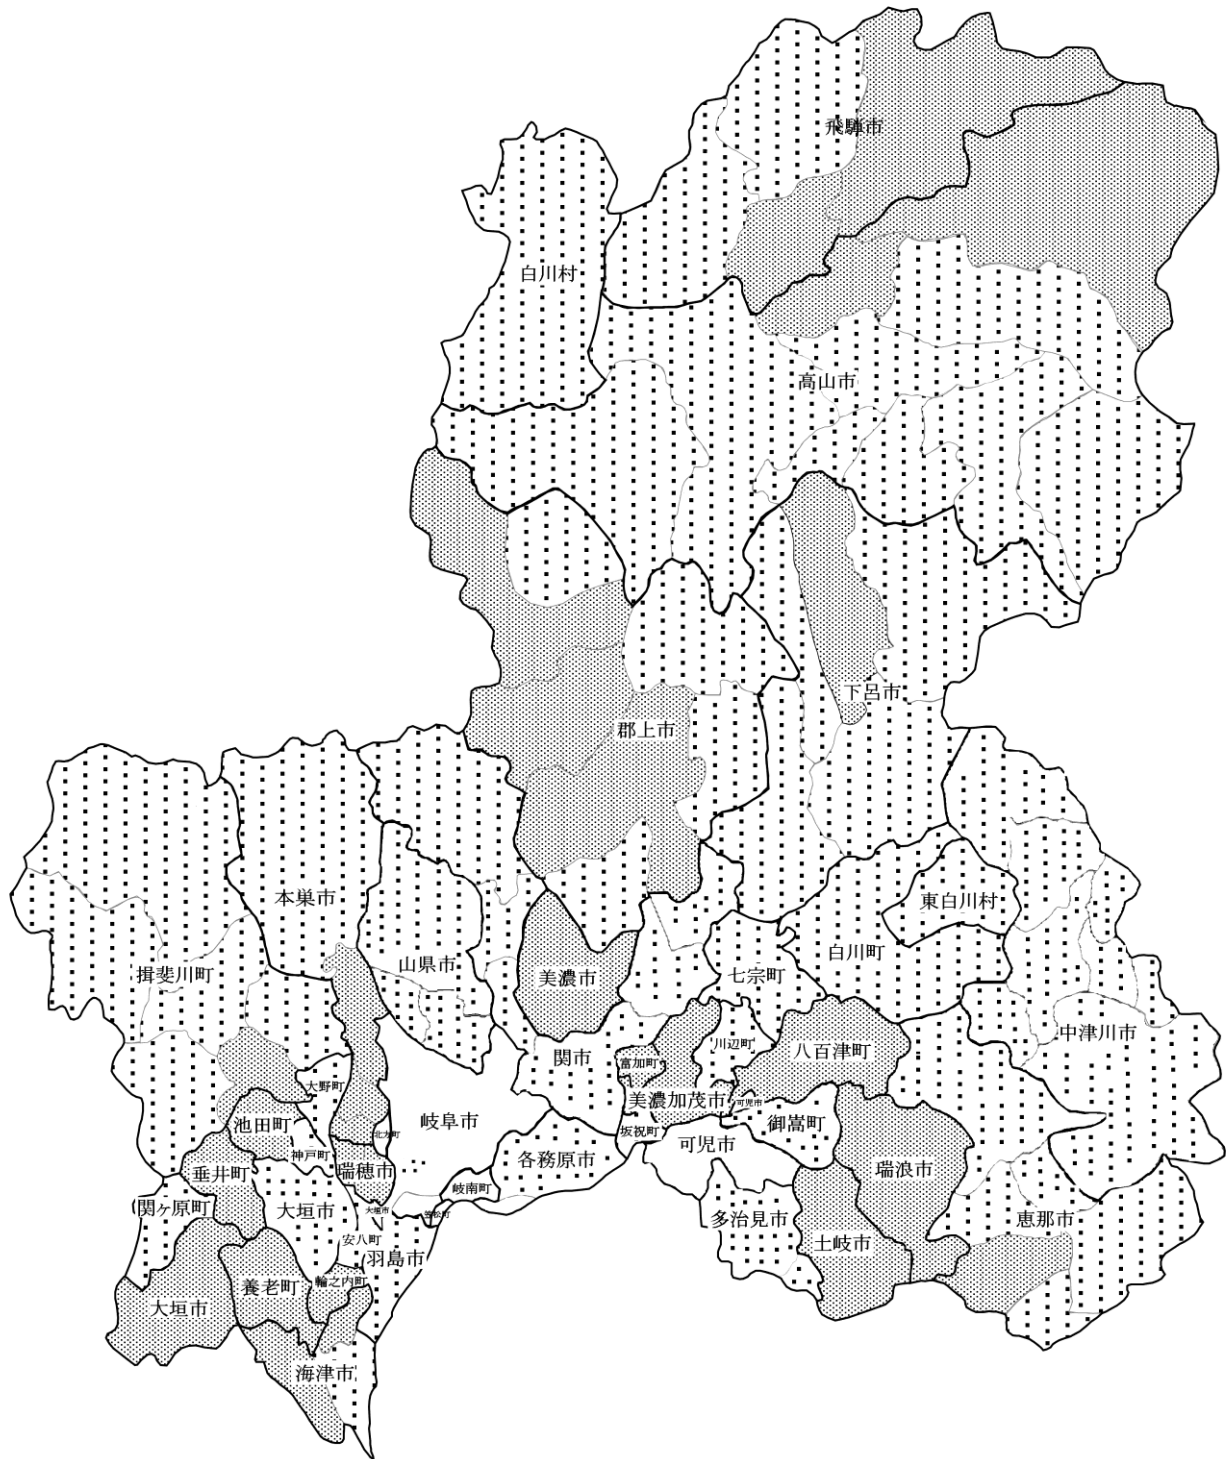 飛騨市
白川村
高山市
下呂市
郡上市
本巣市
東白川村
揖斐川町
山県市
美濃市
七宗町
白川町
中津川市
関市
富加町
川辺町
八百津町
大野町
池田町
岐阜市
美濃加茂市
可児市
御嵩町
北方町
坂祝町
可児市
神戸町
各務原市
垂井町
瑞穂市
瑞浪市
岐南町
関ヶ原町
大垣市
大垣市
笠松町
多治見市
恵那市
安八町
羽島市
土岐市
養老町
輪之内町
大垣市
海津市